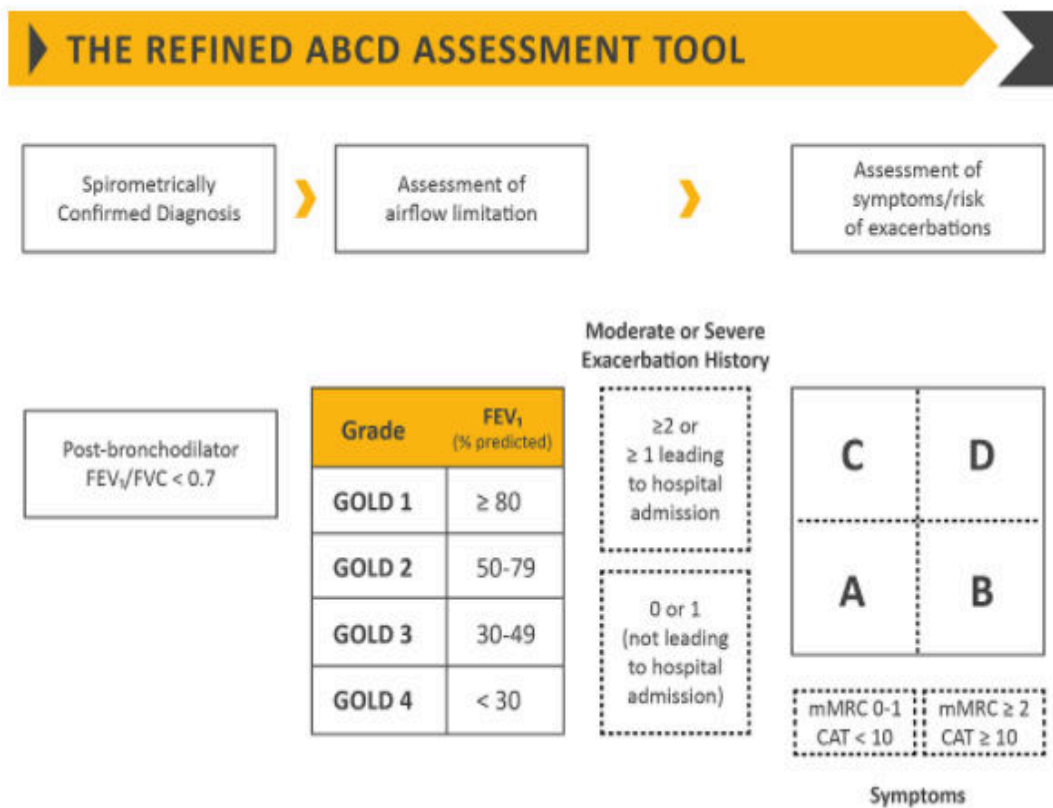 THE REFINED ABCD ASSESSMENT TOOL
Spirometrically
Confirmed Diagnosis
Assessment of
airflow limitation
Assessment of
symptoms/risk
of exacerbations
Post-bronchodilator
FEV₁/FVC < 0.7
Grade FEV₁
(% predicted)
GOLD 1 ≥ 80
GOLD 2 50-79
GOLD 3 30-49
GOLD 4 < 30
Moderate or Severe
Exacerbation History
≥2 or
≥ 1 leading
to hospital
admission
0 or 1
(not leading
to hospital
admission)
C D
A B
mMRC 0-1
CAT < 10
mMRC ≥ 2
CAT ≥ 10
Symptoms